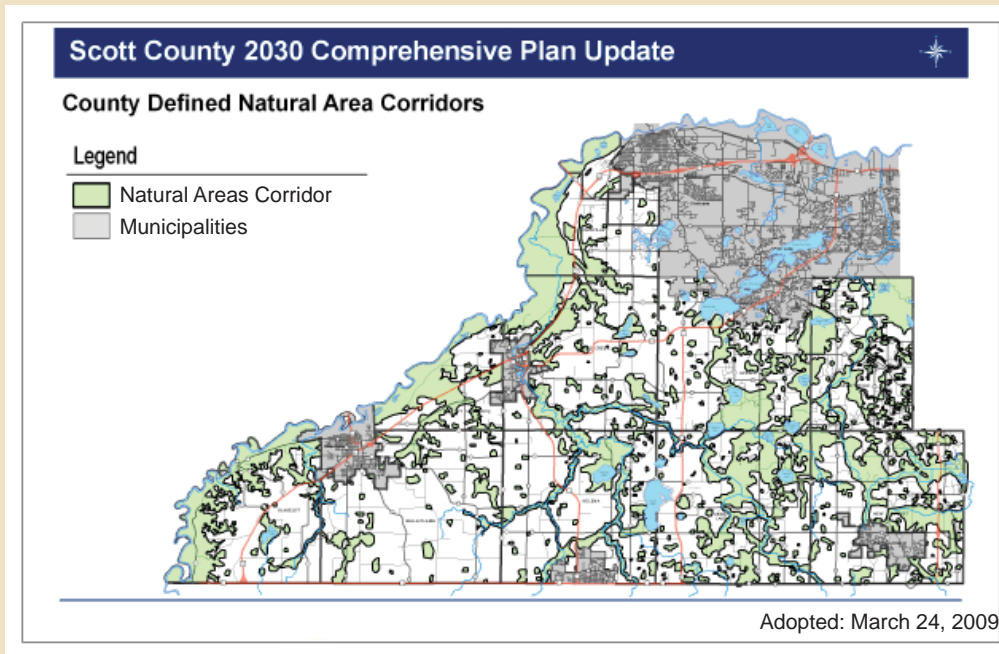 Scott County 2030 Comprehensive Plan Update
County Defined Natural Area Corridors
Legend
Natural Areas Corridor
Municipalities
Adopted: March 24, 2009